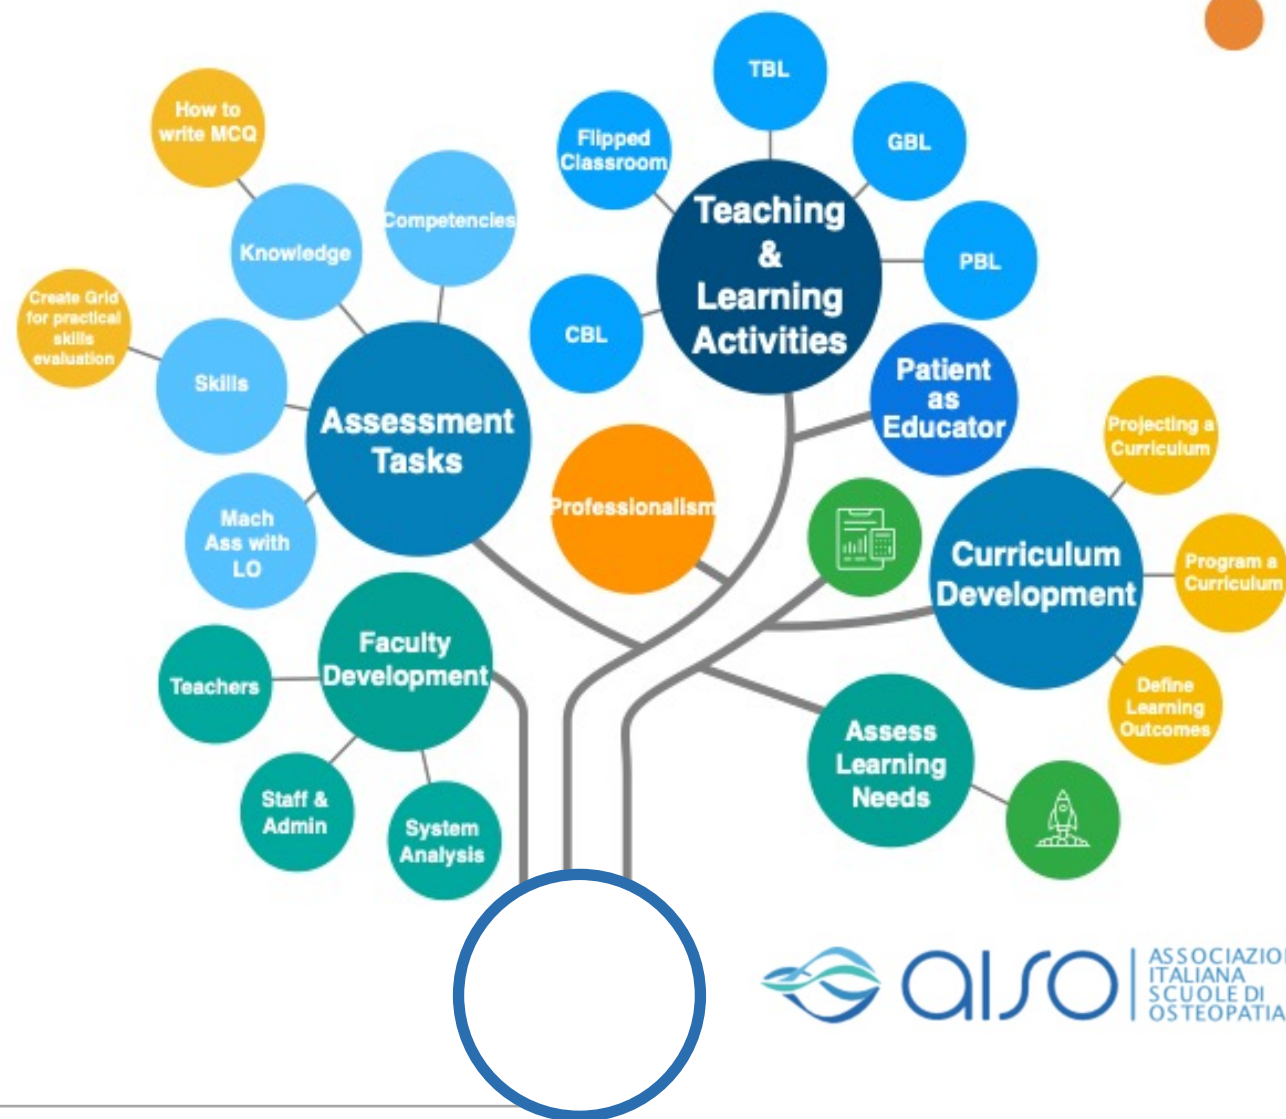 TBL
Flipped
Classroom
GBL
PBL
CBL
Teaching
&
Learning
Activities
How to
write MCQ
Knowledge
Competencies
Create Grid
for practical
skills
evaluation
Skills
Assessment
Tasks
Mach
Ass with
LO
Patient
as
Educator
Professionalism
Projecting a
Curriculum
Curriculum
Development
Program a
Curriculum
Define
Learning
Outcomes
Faculty
Development
Teachers
Staff &
Admin
System
Analysis
Assess
Learning
Needs
aiso
ASSOCIAZION
ITALIANA
SCUOLE DI
OSTEOPATIA